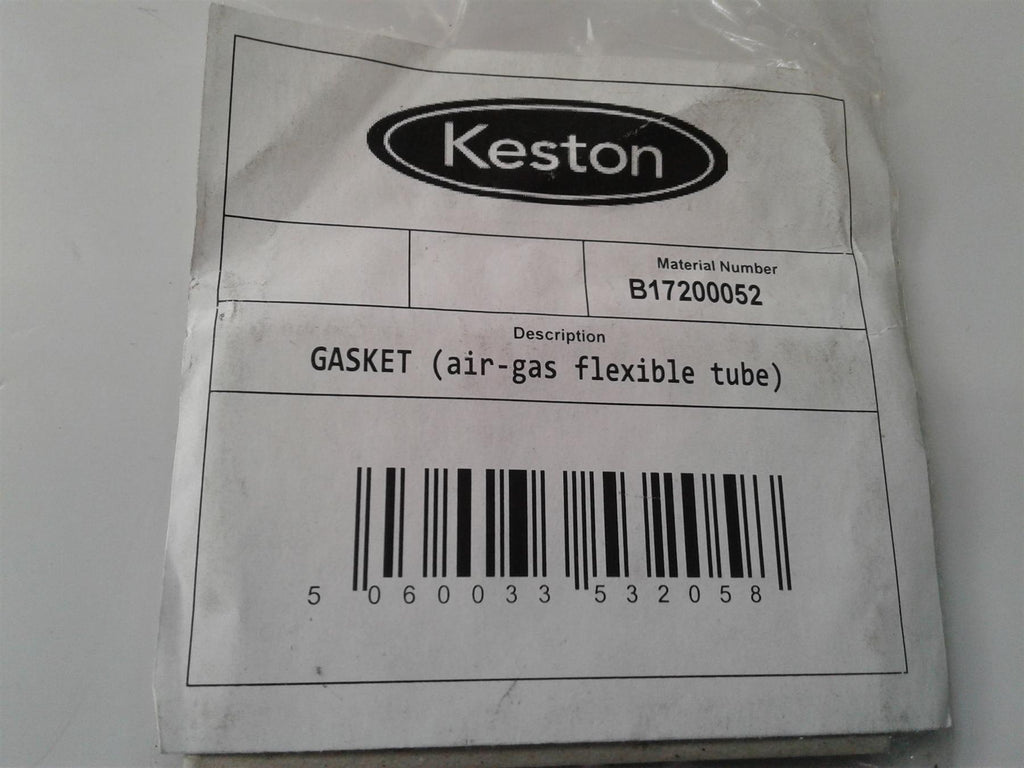 Keston
Material Number
B17200052
Description
GASKET (air-gas flexible tube)
5 060033 532058